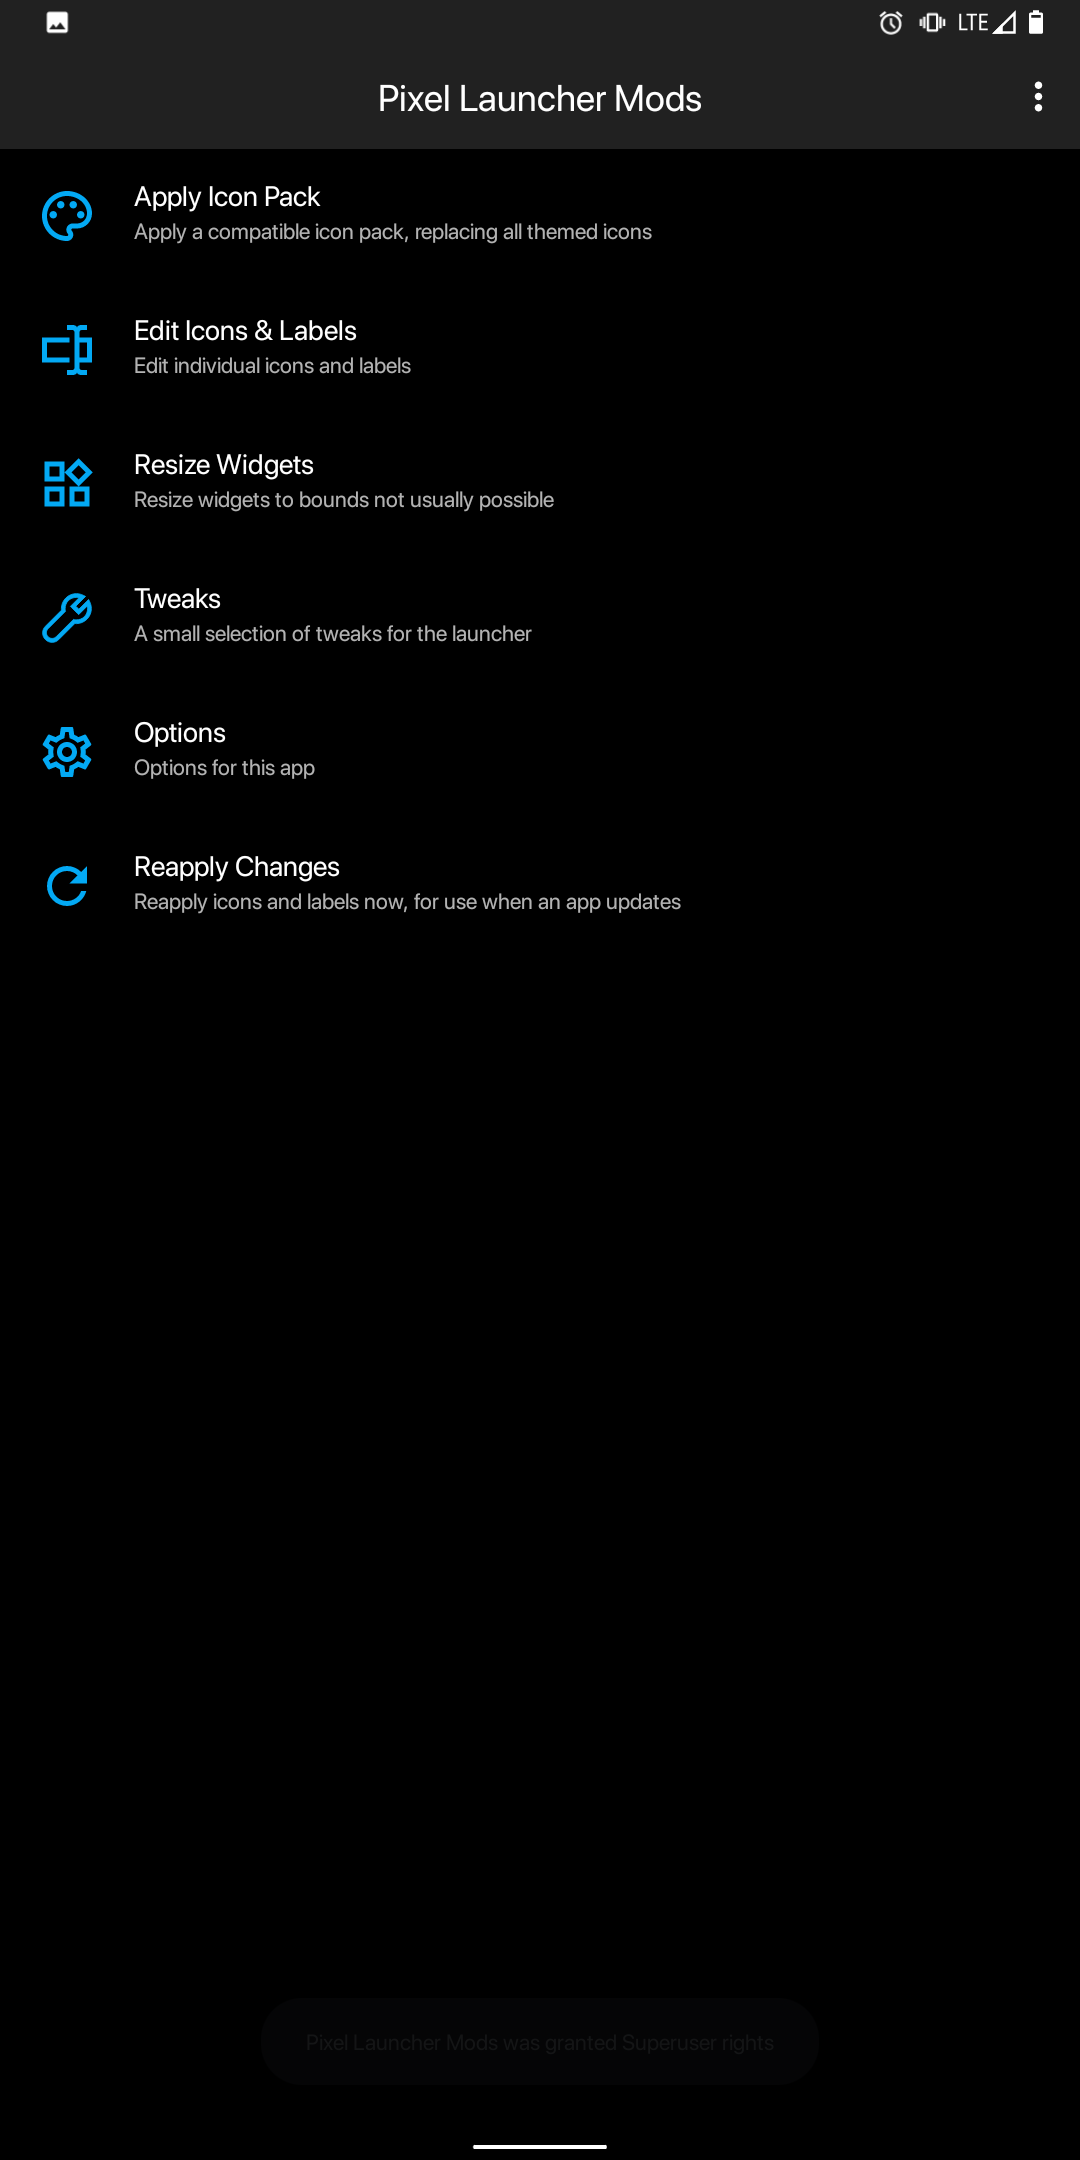 LTE
Pixel Launcher Mods
Apply Icon Pack
Apply a compatible icon pack, replacing all themed icons
Edit Icons & Labels
Edit individual icons and labels
Resize Widgets
Resize widgets to bounds not usually possible
Tweaks
A small selection of tweaks for the launcher
Options
Options for this app
Reapply Changes
Reapply icons and labels now, for use when an app updates
Pixel Launcher Mods was granted Superuser rights